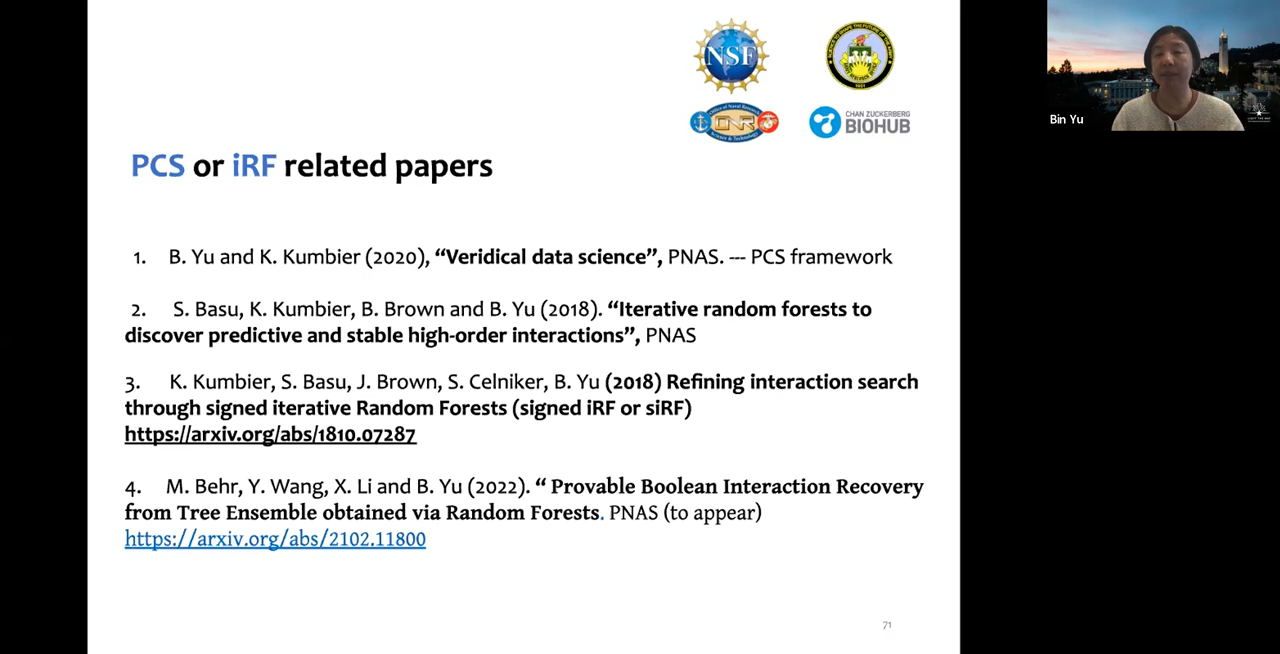 NSF
CNR
CHAN ZUCKERBERG
BIOHUB
Bin Yu
PCS or iRF related papers
1. B. Yu and K. Kumbier (2020), “Veridical data science”, PNAS. --- PCS framework
2. S. Basu, K. Kumbier, B. Brown and B. Yu (2018). “Iterative random forests to
discover predictive and stable high-order interactions”, PNAS
3. K. Kumbier, S. Basu, J. Brown, S. Celniker, B. Yu (2018) Refining interaction search
through signed iterative Random Forests (signed iRF or siRF)
https://arxiv.org/abs/1810.07287
4. M. Behr, Y. Wang, X. Li and B. Yu (2022). “ Provable Boolean Interaction Recovery
from Tree Ensemble obtained via Random Forests. PNAS (to appear)
https://arxiv.org/abs/2102.11800
71